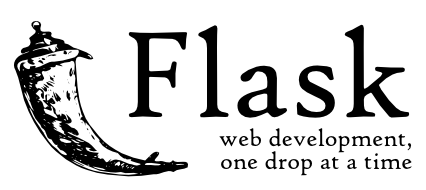 Flask
web development,
one drop at a time